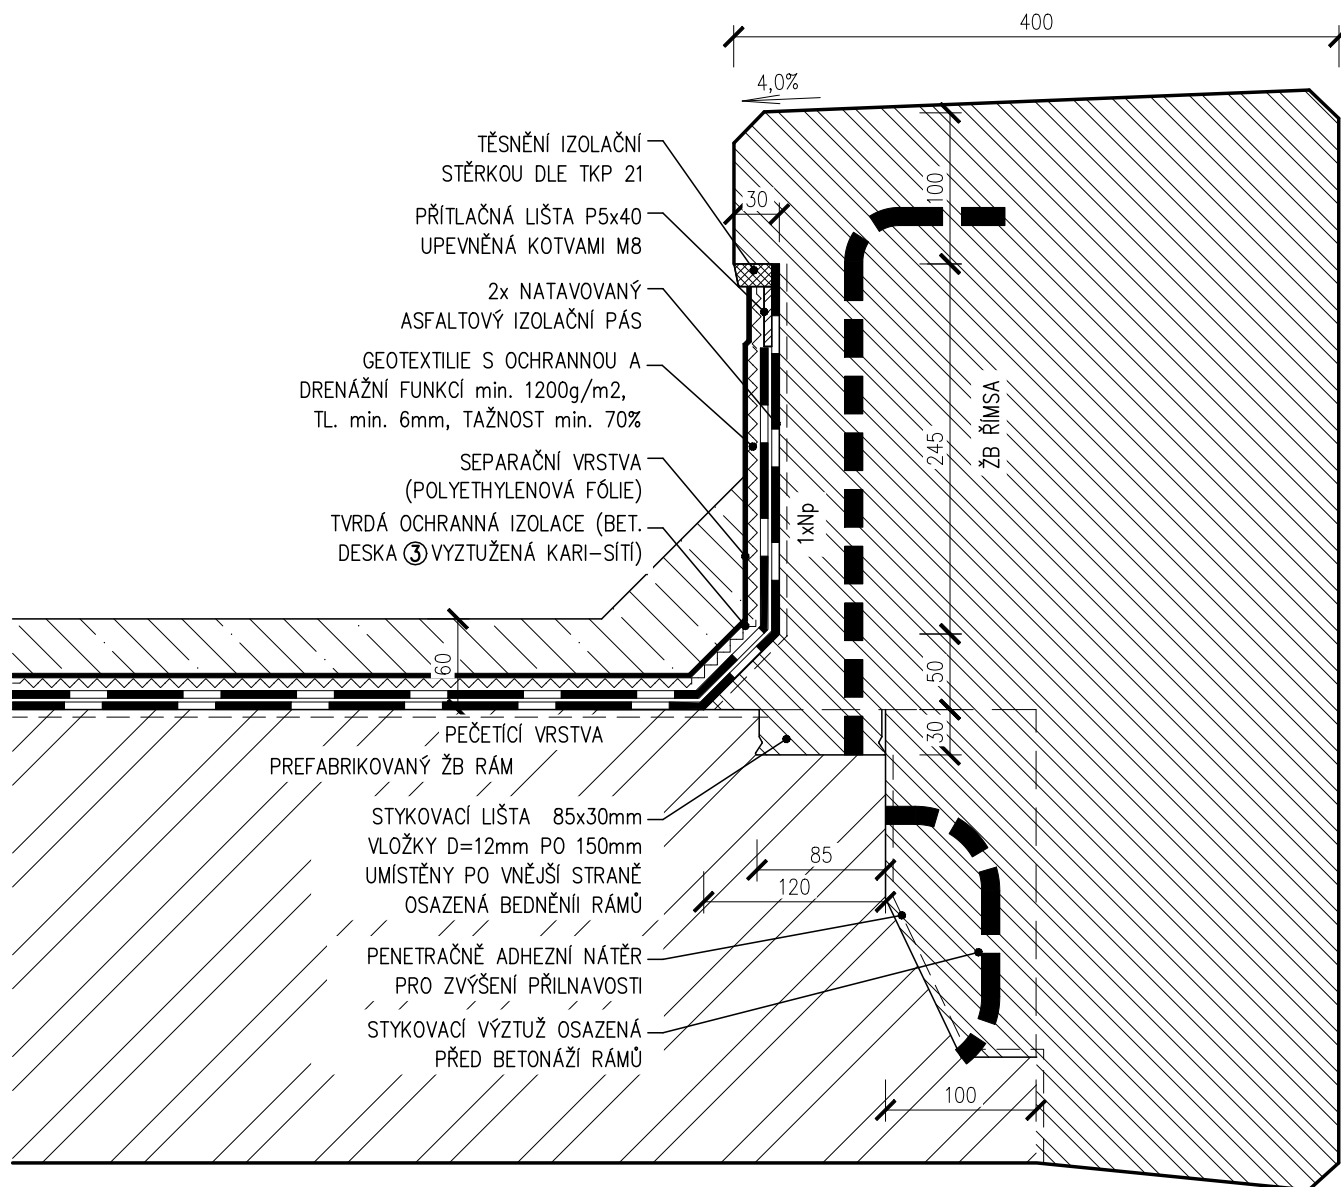 400
4,0%
TĚSNĚNÍ IZOLAČNÍ
STĚRKOU DLE TKP 21
PŘÍTLAČNÁ LIŠTA P5x40
UPEVNĚNÁ KOTVAMI M8
2x NATAVOVANÝ
ASFALTOVÝ IZOLAČNÍ PÁS
GEOTEXTILIE S OCHRANNOU A
DRENÁŽNÍ FUNKCÍ min. 1200g/m2,
TL. min. 6mm, TAŽNOST min. 70%
SEPARAČNÍ VRSTVA
(POLYETHYLENOVÁ FÓLIE)
TVRDÁ OCHRANNÁ IZOLACE (BET.
DESKA ③ VYZTUŽENÁ KARI-SÍTÍ)
30
100
245
ŽB ŘÍMSA
1xNp
60
50
30
PEČETÍCÍ VRSTVA
PREFABRIKOVANÝ ŽB RÁM
STYKOVACÍ LIŠTA 85x30mm
VLOŽKY D=12mm PO 150mm
UMÍSTĚNY PO VNĚJŠÍ STRANĚ
OSAZENÁ BEDNĚNÍI RÁMŮ
85
120
PENETRAČNĚ ADHEZNÍ NÁTĚR
PRO ZVÝŠENÍ PŘILNAVOSTI
STYKOVACÍ VÝZTUŽ OSAZENÁ
PŘED BETONÁŽÍ RÁMŮ
100